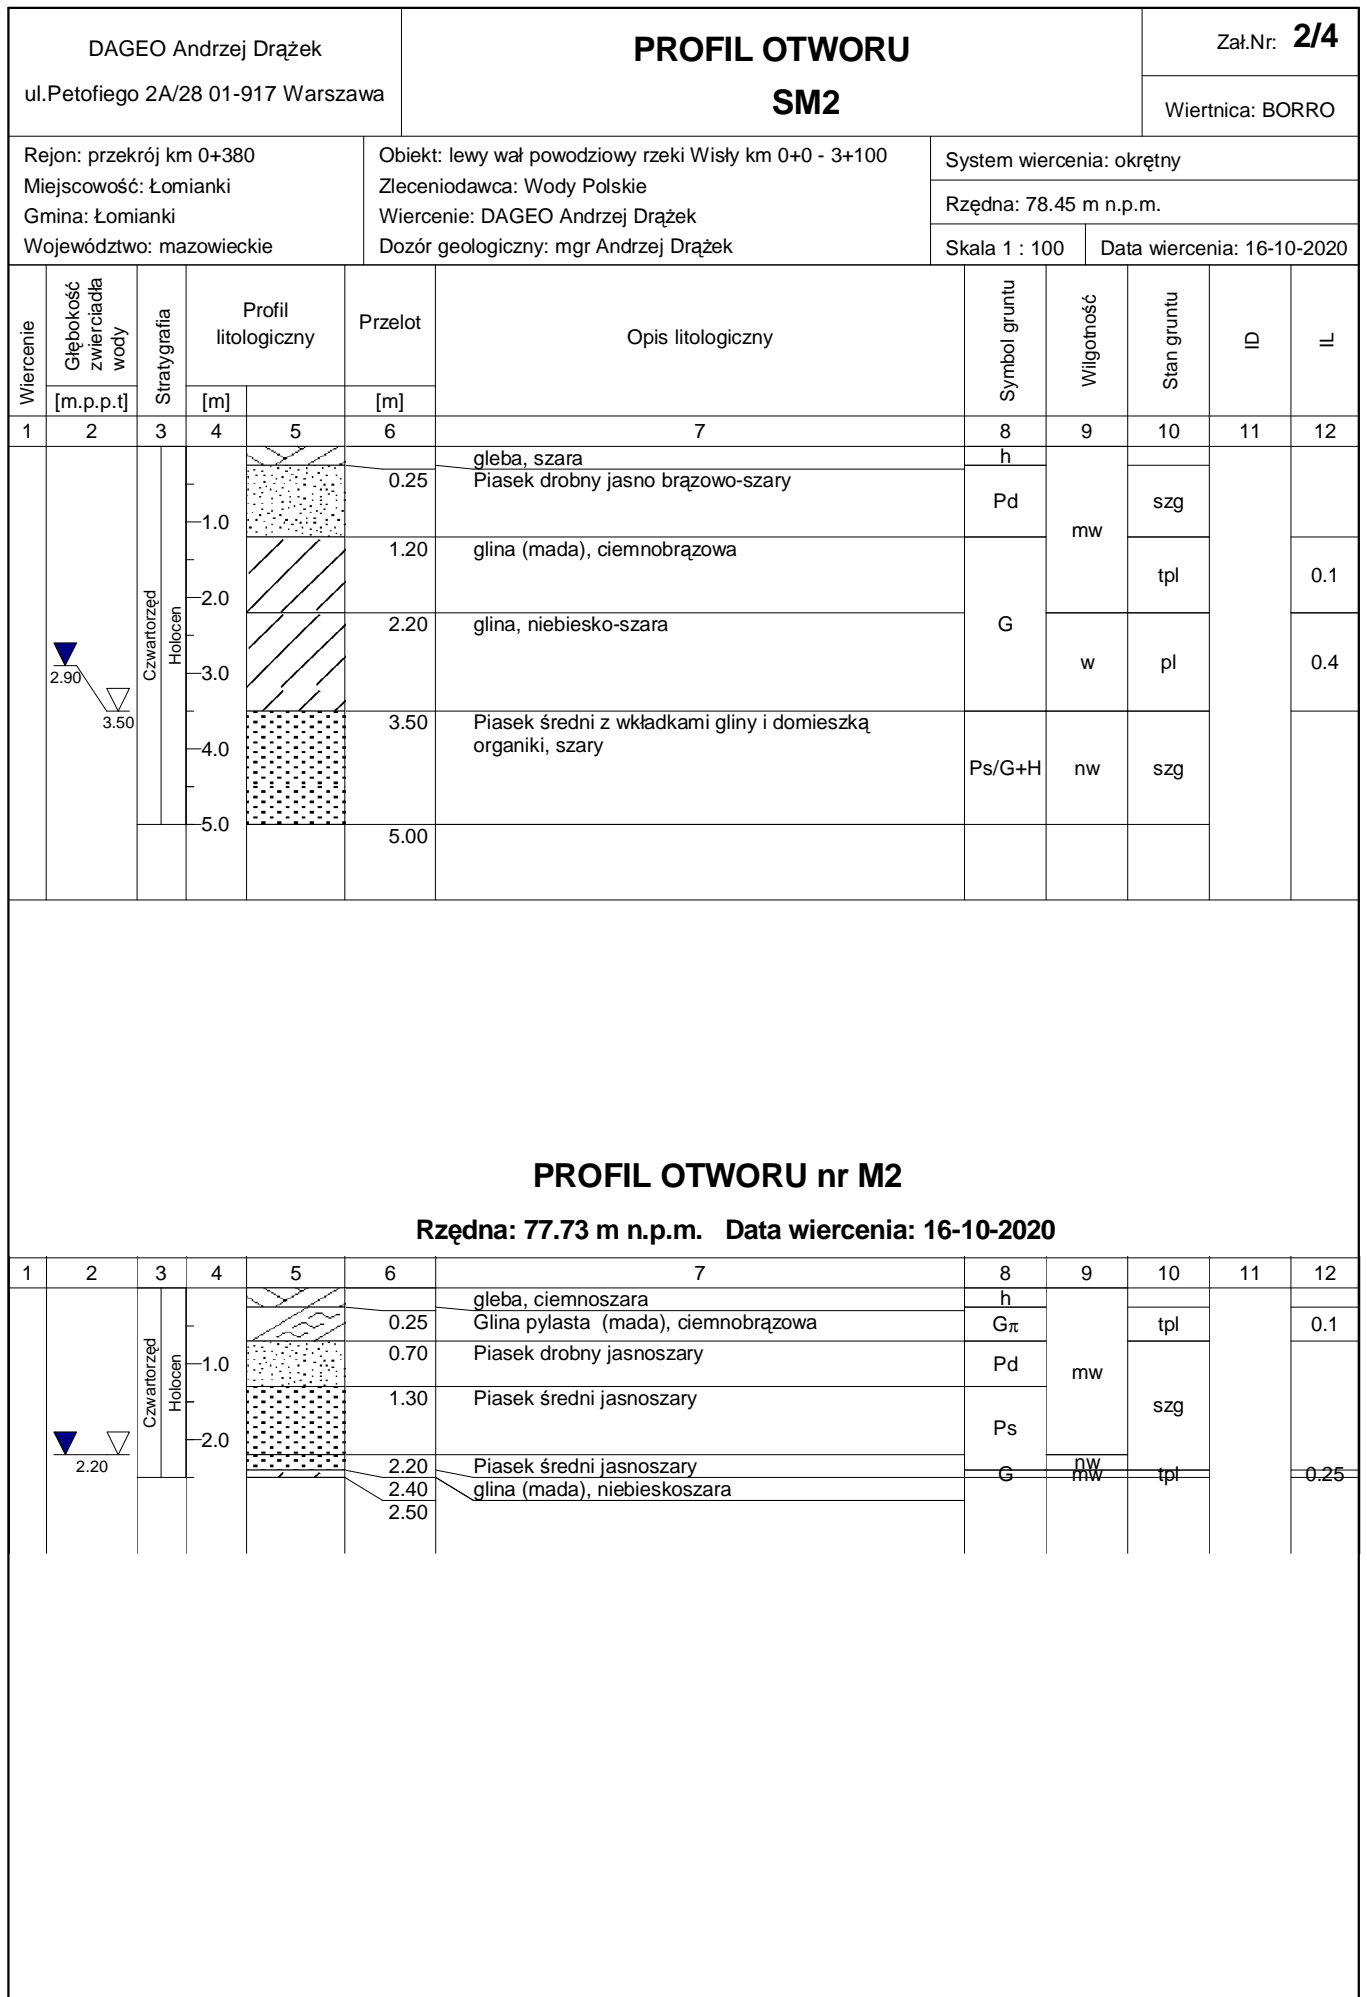 DAGEO Andrzej Drążek
ul.Petofiego 2A/28 01-917 Warszawa
PROFIL OTWORU
SM2
Zał.Nr: 2/4
Wiertnica: BORRO
Rejon: przekrój km 0+380
Miejscowość: Łomianki
Gmina: Łomianki
Województwo: mazowieckie
Obiekt: lewy wał powodziowy rzeki Wisły km 0+0 - 3+100
Zleceniodawca: Wody Polskie
Wiercenie: DAGEO Andrzej Drążek
Dozór geologiczny: mgr Andrzej Drążek
System wiercenia: okrętny
Rzędna: 78.45 m n.p.m.
Skala 1 : 100 Data wiercenia: 16-10-2020
Wiercenie
Głębokość
zwierciadła
wody
[m.p.p.t]
Stratygrafia
Profil
litologiczny
[m]
Przelot
[m]
Opis litologiczny
Symbol gruntu
Wilgotność
Stan gruntu
ID
IL
1 2 3 4 5 6 7 8 9 10 11 12
gleba, szara h
0.25 Piasek drobny jasno brązowo-szary
Pd szg
1.0
mw
1.20 glina (mada), ciemnobrązowa
tpl 0.1
2.0
Czwartorzęd
Holocen
2.20 glina, niebiesko-szara G
w pl 0.4
2.90
3.0
3.50
3.50 Piasek średni z wkładkami gliny i domieszką
organiki, szary
4.0
Ps/G+H nw szg
5.0
5.00
PROFIL OTWORU nr M2
Rzędna: 77.73 m n.p.m. Data wiercenia: 16-10-2020
1 2 3 4 5 6 7 8 9 10 11 12
gleba, ciemnoszara h
0.25 Glina pylasta (mada), ciemnobrązowa Gπ tpl 0.1
0.70 Piasek drobny jasnoszary
1.0
Pd
mw
Czwartorzęd
Holocen
1.30 Piasek średni jasnoszary
szg
Ps
2.0
2.20
2.20 Piasek średni jasnoszary
nw
G mw tpl 0.25
2.40 glina (mada), niebieskoszara
2.50